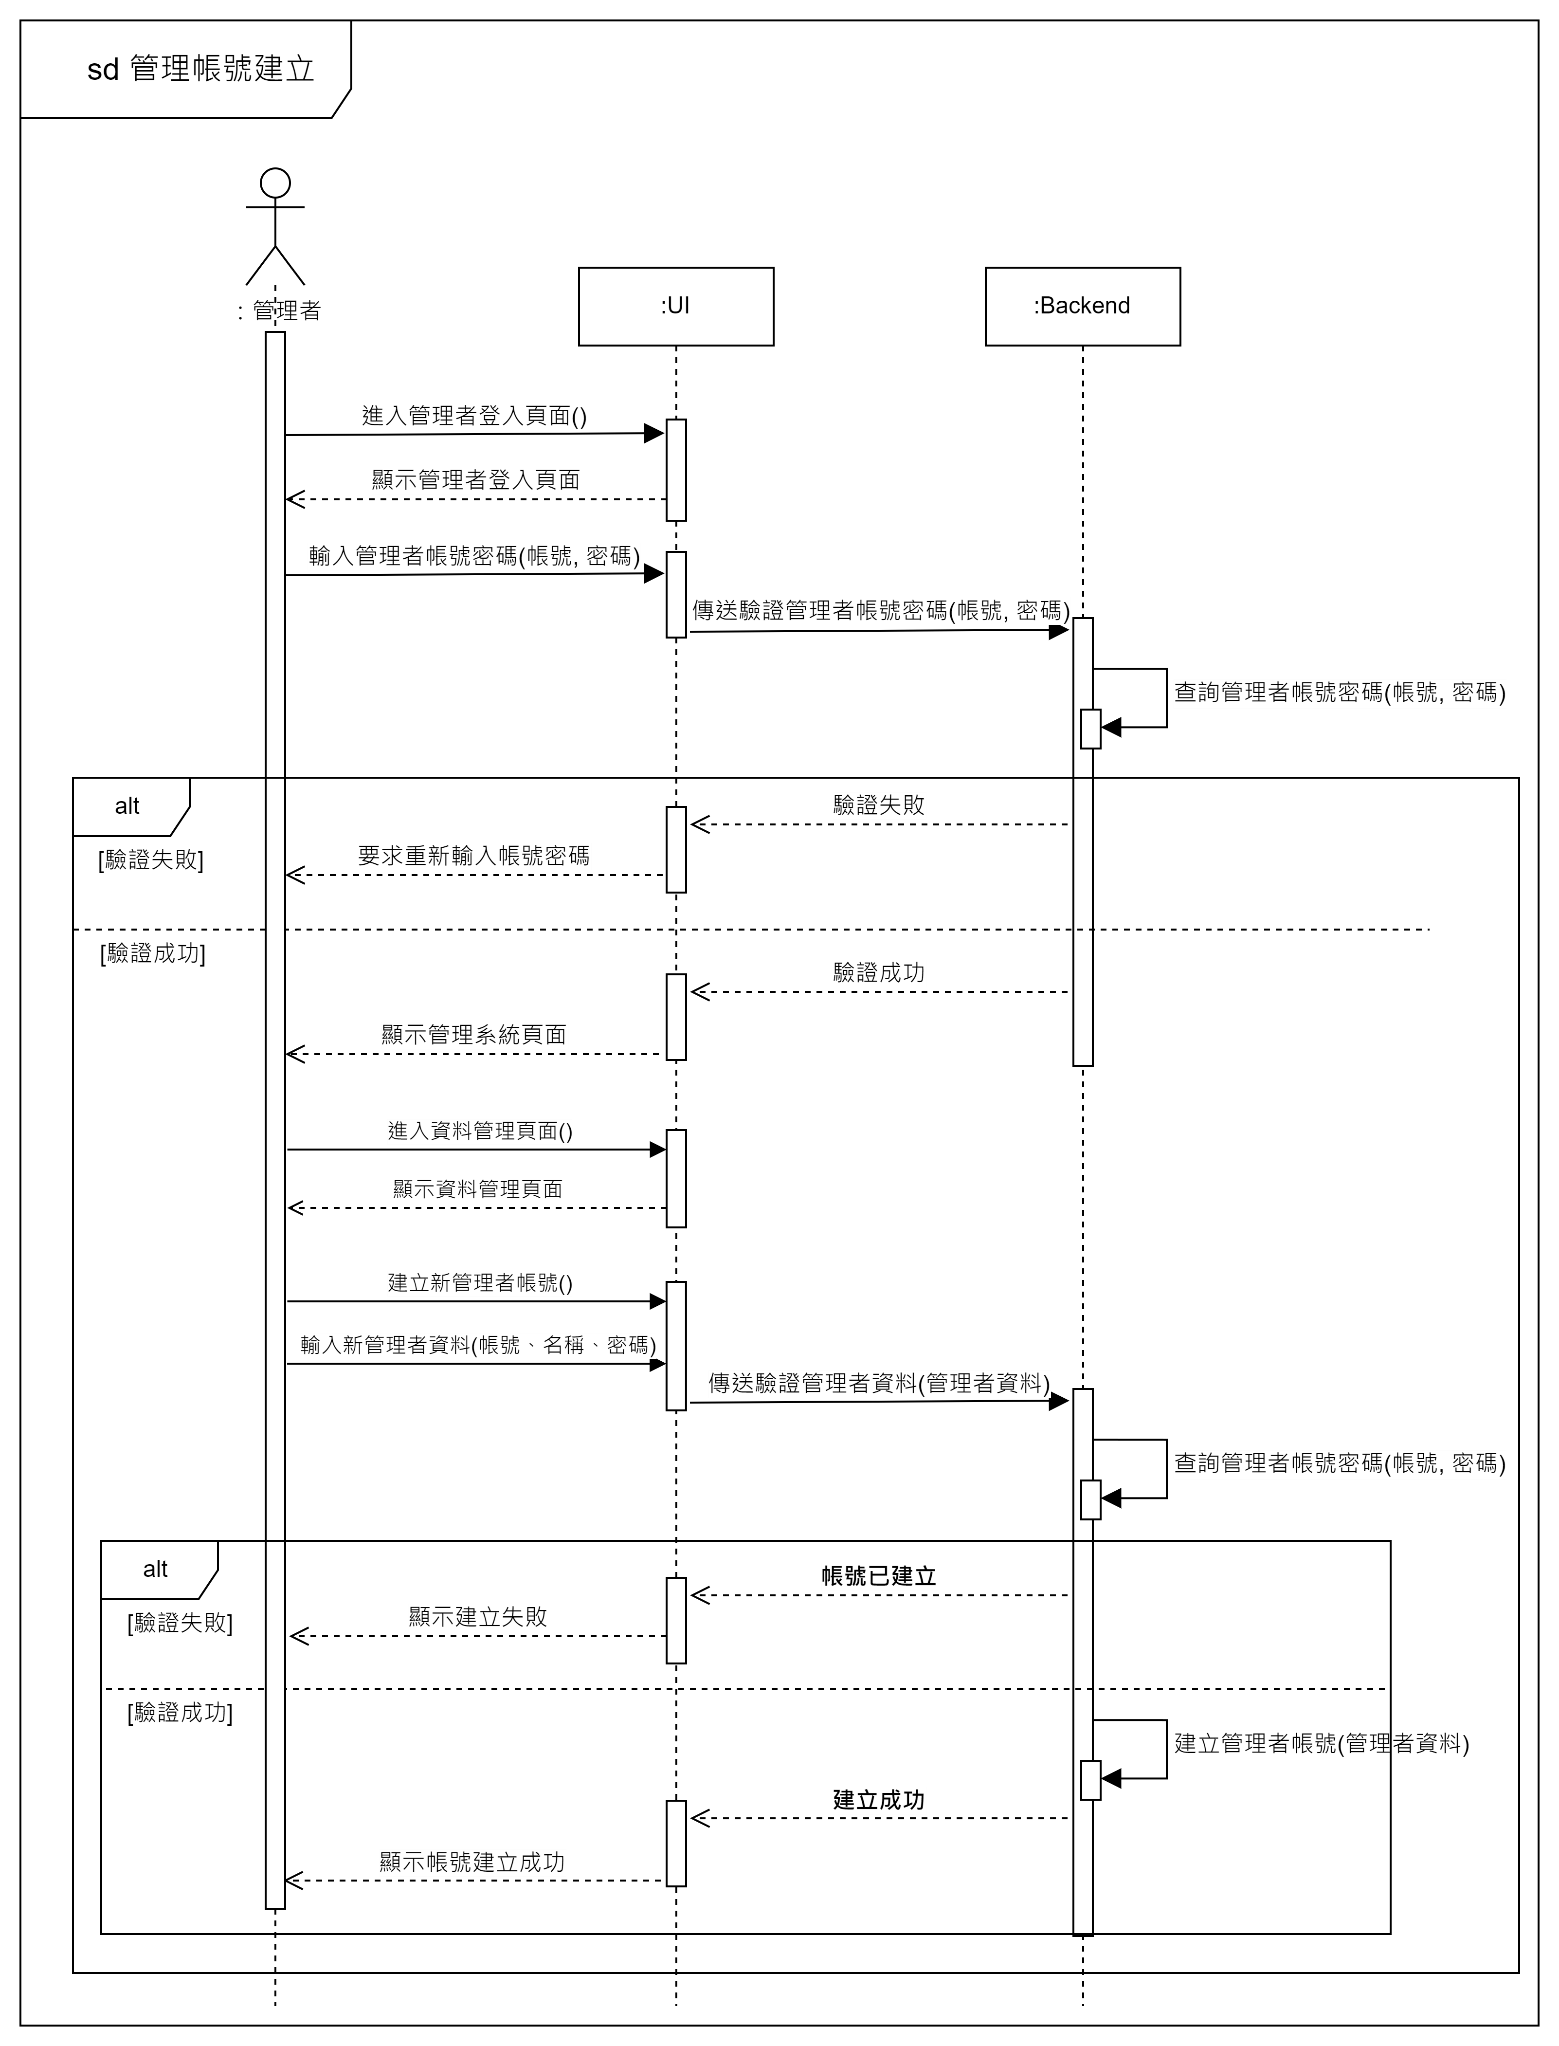 sd 管理帳號建立
: 管理者
:UI
:Backend
進入管理者登入頁面()
顯示管理者登入頁面
輸入管理者帳號密碼(帳號, 密碼)
傳送驗證管理者帳號密碼(帳號, 密碼)
查詢管理者帳號密碼(帳號, 密碼)
alt
驗證失敗
[驗證失敗]
要求重新輸入帳號密碼
[驗證成功]
驗證成功
顯示管理系統頁面
進入資料管理頁面()
顯示資料管理頁面
建立新管理者帳號()
輸入新管理者資料(帳號、名稱、密碼)
傳送驗證管理者資料(管理者資料)
查詢管理者帳號密碼(帳號, 密碼)
alt
帳號已建立
[驗證失敗]
顯示建立失敗
[驗證成功]
建立管理者帳號(管理者資料)
建立成功
顯示帳號建立成功